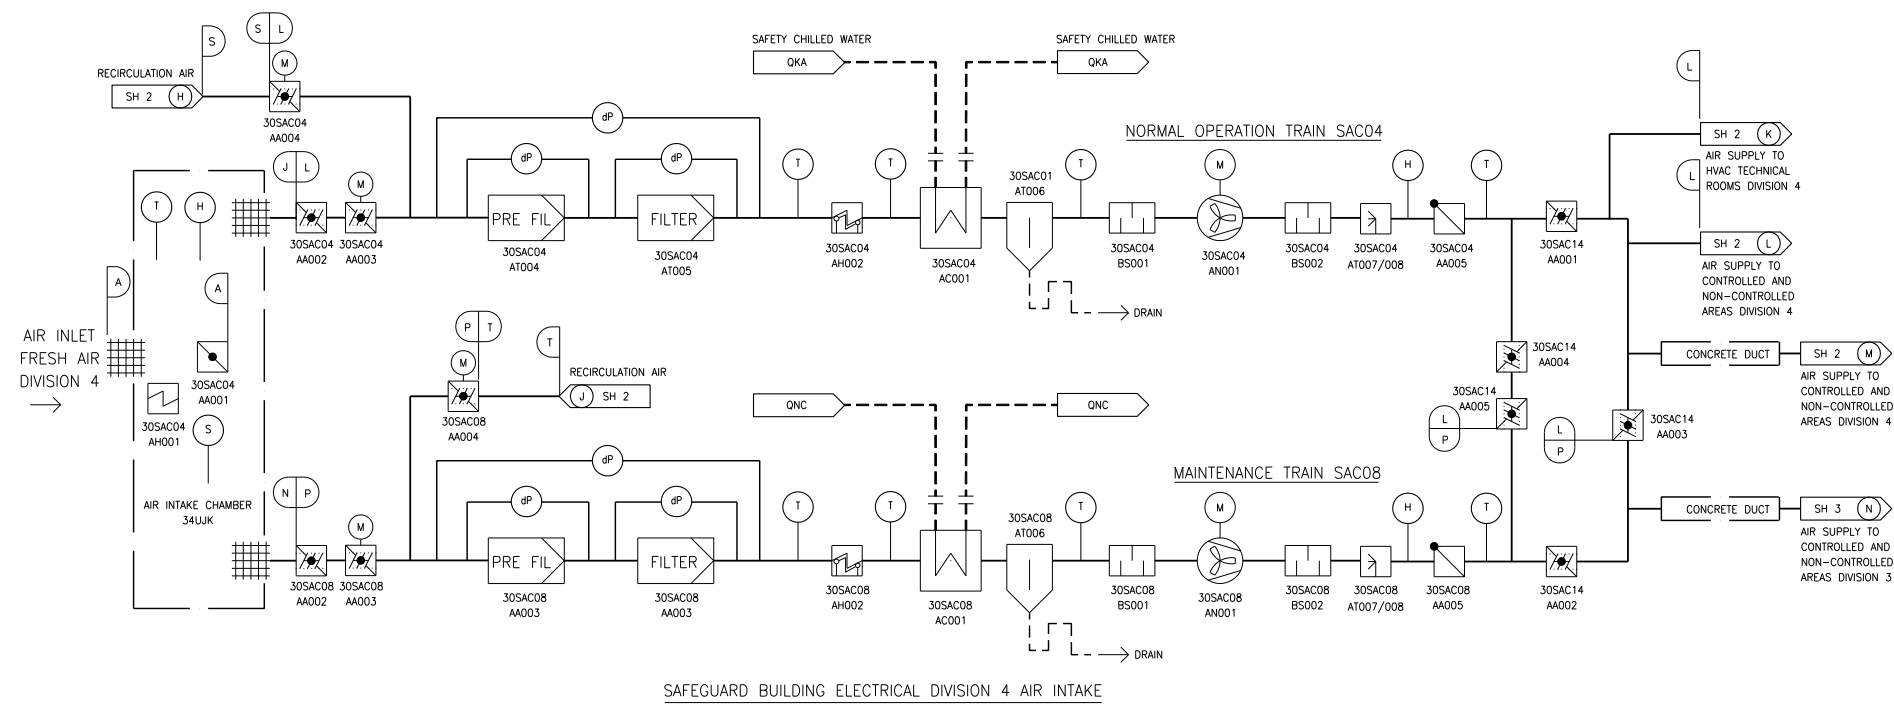 SAFETY CHILLED WATER
SAFETY CHILLED WATER
QKA
QKA
S
S L
M
RECIRCULATION AIR
SH 2 H
30SAC04
AA004
dP
dP
dP
NORMAL OPERATION TRAIN SAC04
L
SH 2 K
AIR SUPPLY TO
HVAC TECHNICAL
ROOMS DIVISION 4
L
J L
M
T
T
T
M
H
T
T
H
30SAC04
AA002
30SAC04
AA003
PRE FIL
30SAC04
AT004
FILTER
30SAC04
AT005
30SAC04
AH002
30SAC04
AC001
30SAC01
AT006
30SAC04
BS001
30SAC04
AN001
30SAC04
BS002
30SAC04
AT007/008
30SAC04
AA005
30SAC14
AA001
SH 2 L
AIR SUPPLY TO
CONTROLLED AND
NON-CONTROLLED
AREAS DIVISION 4
DRAIN
A
A
AIR INLET
FRESH AIR
DIVISION 4
30SAC04
AA001
30SAC04
AH001
S
AIR INTAKE CHAMBER
34UJK
P T
M
T
RECIRCULATION AIR
J SH 2
30SAC08
AA004
QNC
QNC
30SAC14
AA004
30SAC14
AA005
L
P
L
P
30SAC14
AA003
CONCRETE DUCT
SH 2 M
AIR SUPPLY TO
CONTROLLED AND
NON-CONTROLLED
AREAS DIVISION 4
dP
dP
dP
MAINTENANCE TRAIN SAC08
N P
M
T
T
T
M
H
T
CONCRETE DUCT
SH 3 N
AIR SUPPLY TO
CONTROLLED AND
NON-CONTROLLED
AREAS DIVISION 3
30SAC08
AA002
30SAC08
AA003
PRE FIL
30SAC08
AA003
FILTER
30SAC08
AA003
30SAC08
AH002
30SAC08
AC001
30SAC08
AT006
30SAC08
BS001
30SAC08
AN001
30SAC08
BS002
30SAC08
AT007/008
30SAC08
AA005
30SAC14
AA002
DRAIN
SAFEGUARD BUILDING ELECTRICAL DIVISION 4 AIR INTAKE